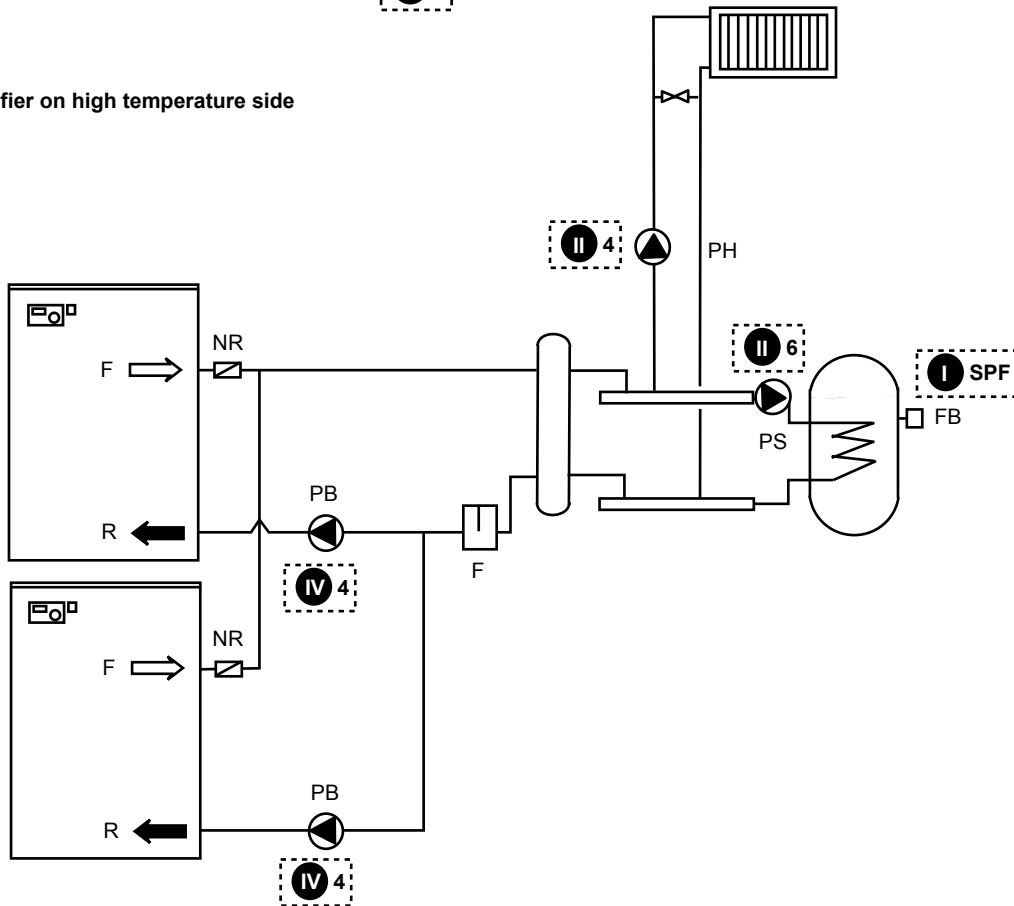 fier on high temperature side
II 4
PH
II 6
I SPF
FB
PS
NR
F
PB
R
F
IV 4
NR
F
PB
R
IV 4